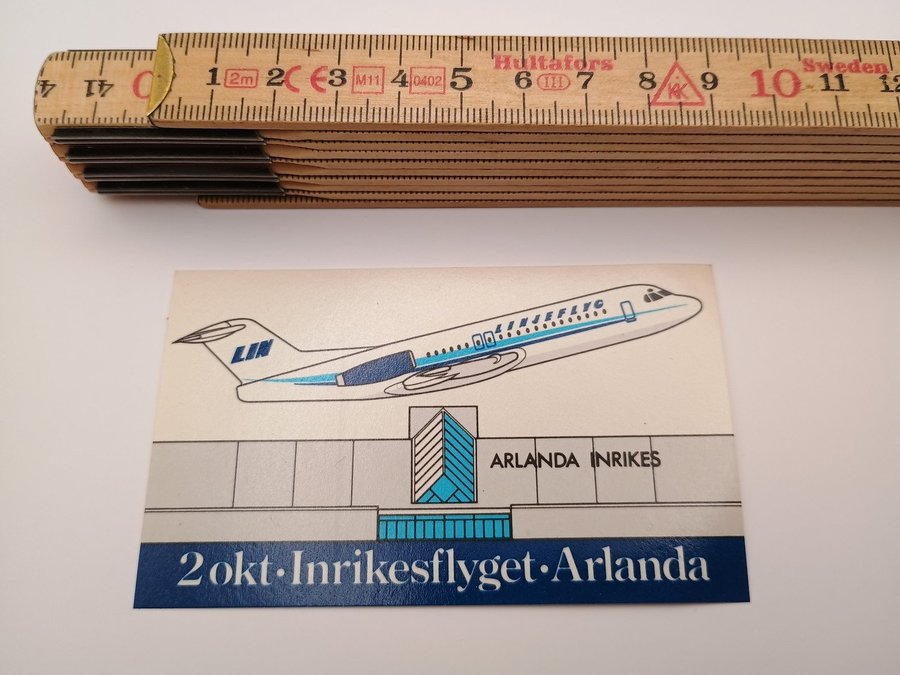 4 41 0 1 2m 2 CE 3 M11 4 0402 5 6 III 7 8 9 10 11 12
Hultafors Sweden
LINJEFLYG
LIN
ARLANDA INRIKES
2 okt·Inrikesflyget·Arlanda